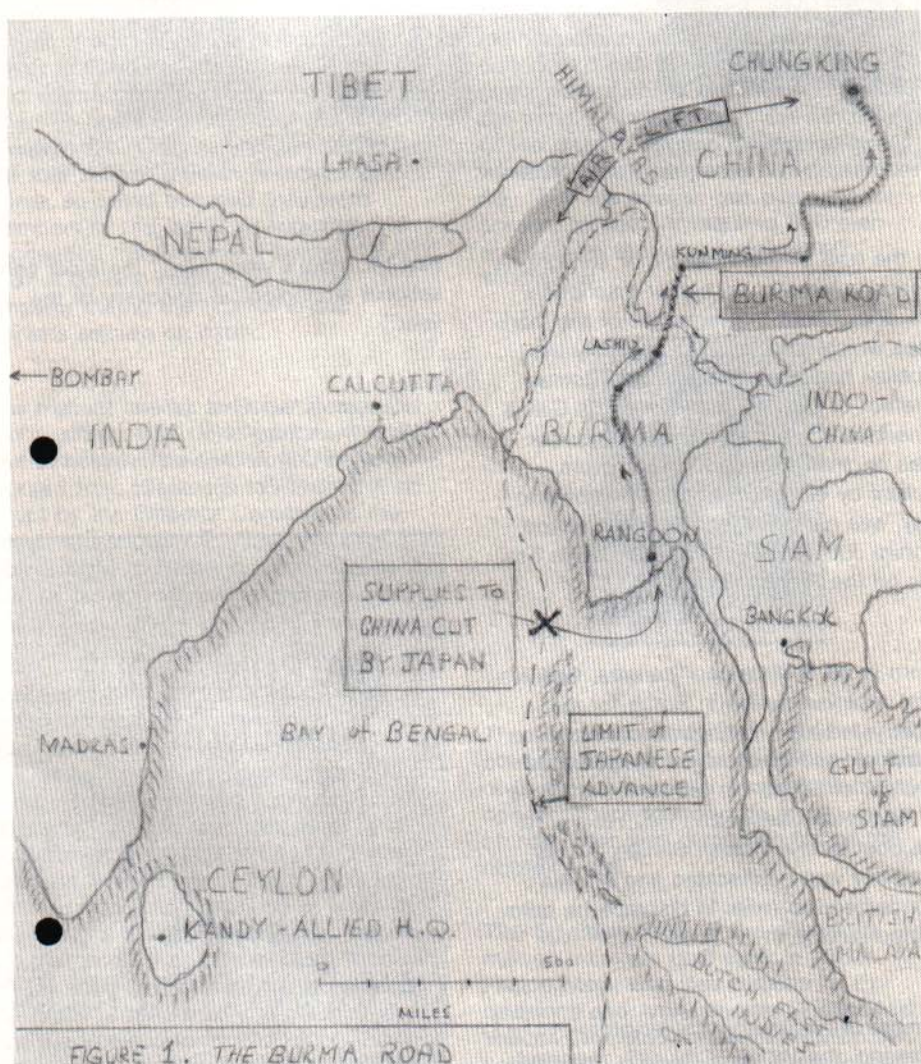 TIBET
LHASA
HIMALAYAS
AIR LIFT
CHUNGKING
CHINA
NEPAL
KUNMING
BURMA ROAD
LASHIO
BOMBAY
CALCUTTA
INDIA
BURMA
INDO-
CHINA
RANGOON
SIAM
SUPPLIES TO
CHINA CUT
BY JAPAN
BANGKOK
MADRAS
BAY of BENGAL
LIMIT of
JAPANESE
ADVANCE
GULF
of
SIAM
CEYLON
KANDY - ALLIED H.Q.
BRITISH
MALAYA
0 500
MILES
DUTCH EAST
INDIES
FIGURE 1. THE BURMA ROAD